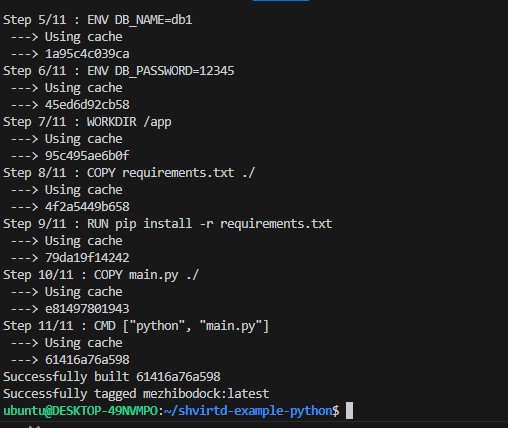 Step 5/11 : ENV DB_NAME=db1
 ---> Using cache
 ---> 1a95c4c039ca
Step 6/11 : ENV DB_PASSWORD=12345
 ---> Using cache
 ---> 45ed6d92cb58
Step 7/11 : WORKDIR /app
 ---> Using cache
 ---> 95c495ae6b0f
Step 8/11 : COPY requirements.txt ./
 ---> Using cache
 ---> 4f2a5449b658
Step 9/11 : RUN pip install -r requirements.txt
 ---> Using cache
 ---> 79da19f14242
Step 10/11 : COPY main.py ./
 ---> Using cache
 ---> e81497801943
Step 11/11 : CMD ["python", "main.py"]
 ---> Using cache
 ---> 61416a76a598
Successfully built 61416a76a598
Successfully tagged mezhibodock:latest
ubuntu@DESKTOP-49NVMPO:~/shvirtd-example-python$